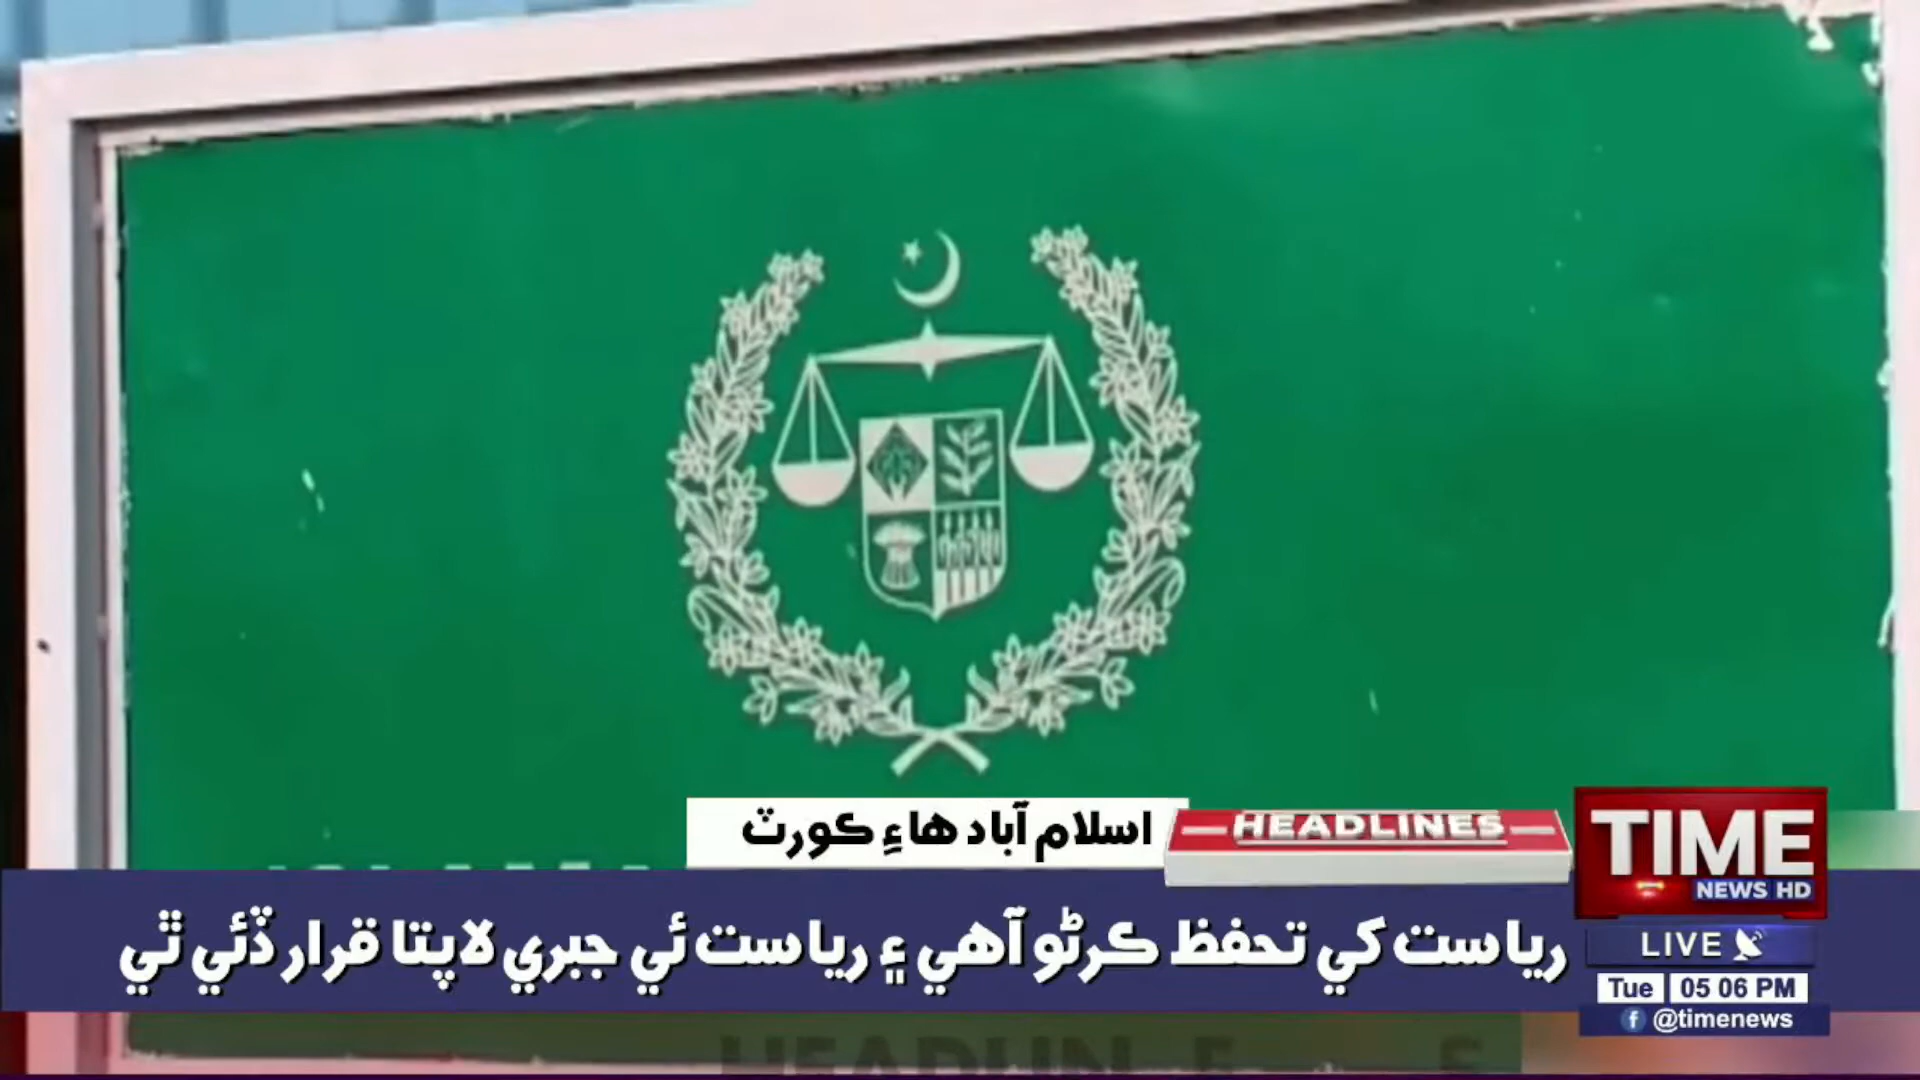 اسلام آباد هاءِ ڪورٽ
HEADLINES
رياست کي تحفظ ڪرڻو آهي ۽ رياست ئي جبري لاپتا قرار ڏئي ٿي
TIME
NEWS HD
LIVE
Tue 05 06 PM
@timenews